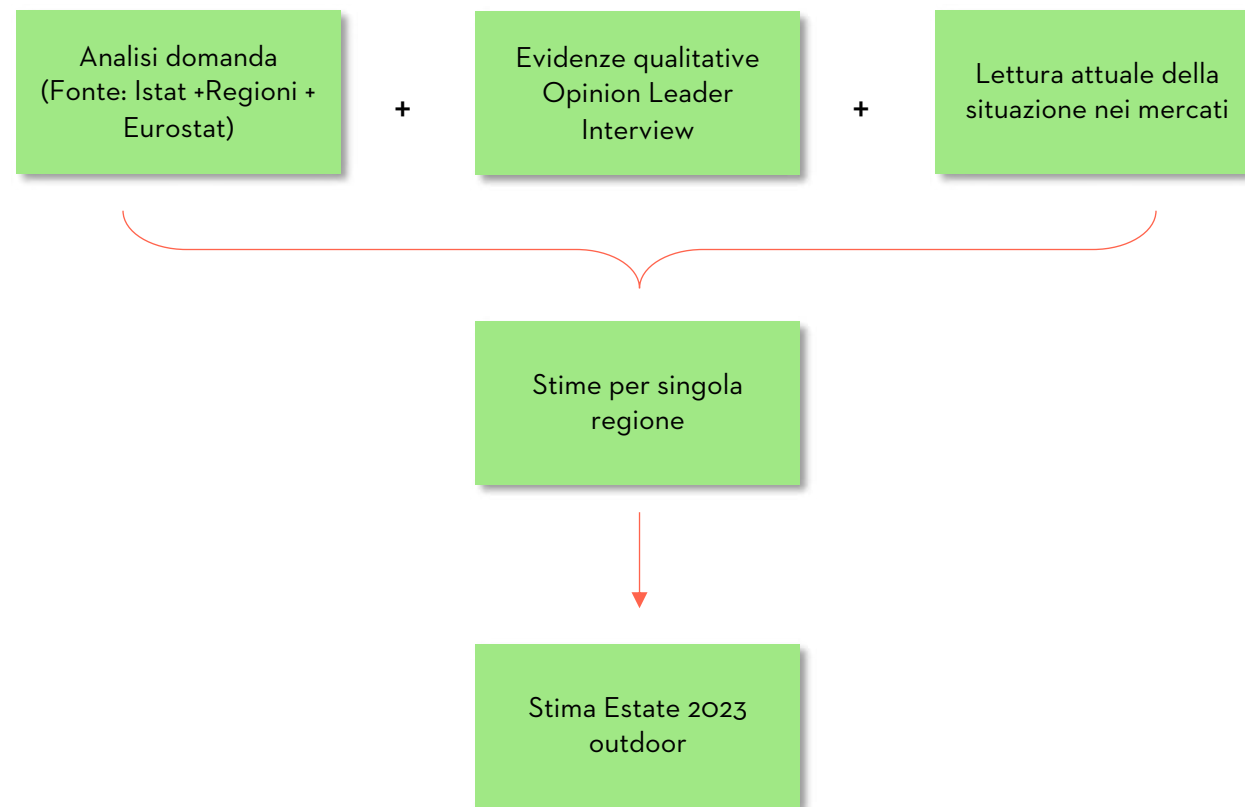 Analisi domanda
(Fonte: Istat +Regioni +
Eurostat)
+
Evidenze qualitative
Opinion Leader
Interview
+
Lettura attuale della
situazione nei mercati
Stime per singola
regione
Stima Estate 2023
outdoor